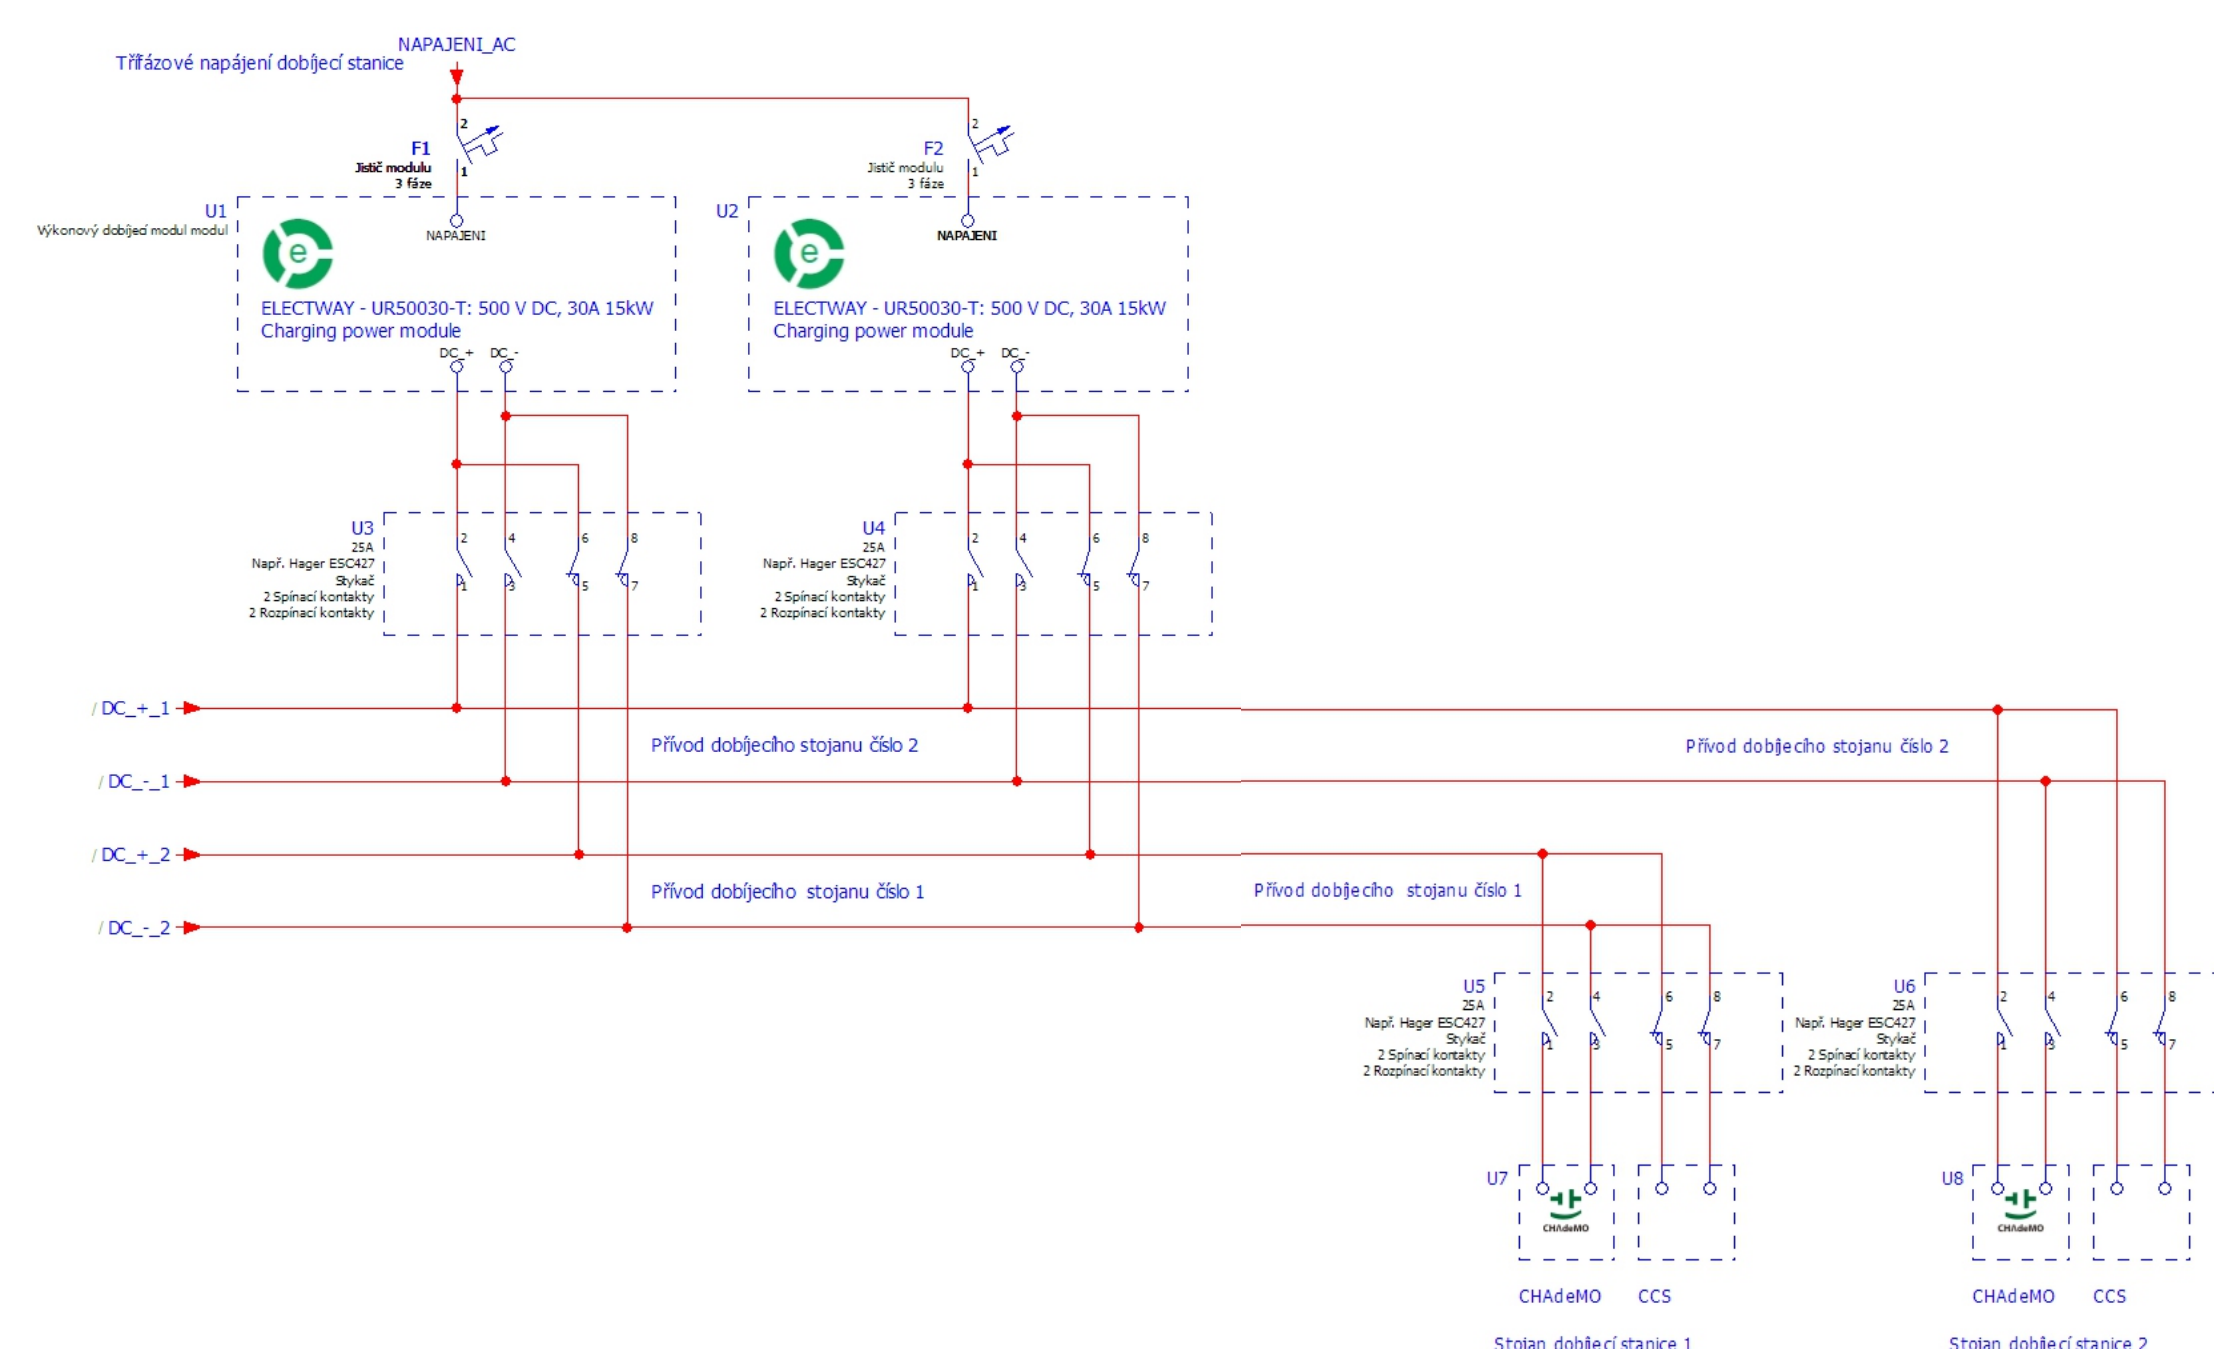 NAPAJENI_AC
Třífázové napájení dobíjecí stanice
2
F1
Jistič modulu
3 fáze
1
2
F2
Jistič modulu
3 fáze
1
U1
Výkonový dobíjecí modul modul
NAPAJENI
e
ELECTWAY - UR50030-T: 500 V DC, 30A 15kW
Charging power module
DC_+ DC_-
U2
NAPAJENI
e
ELECTWAY - UR50030-T: 500 V DC, 30A 15kW
Charging power module
DC_+ DC_-
U3
25A
Např. Hager ESC427
Stykač
2 Spínací kontakty
2 Rozpínací kontakty
2 4 6 8
1 3 5 7
U4
25A
Např. Hager ESC427
Stykač
2 Spínací kontakty
2 Rozpínací kontakty
2 4 6 8
1 3 5 7
/ DC_+_1
Přívod dobíjecího stojanu číslo 2
Přívod dobíjecího stojanu číslo 2
/ DC_-_1
/ DC_+_2
Přívod dobíjecího stojanu číslo 1
Přívod dobíjecího stojanu číslo 1
/ DC_-_2
U5
25A
Např. Hager ESC427
Stykač
2 Spínací kontakty
2 Rozpínací kontakty
2 4 6 8
1 3 5 7
U6
25A
Např. Hager ESC427
Stykač
2 Spínací kontakty
2 Rozpínací kontakty
2 4 6 8
1 3 5 7
U7
CHAdeMO
U8
CHAdeMO
CHAdeMO CCS
CHAdeMO CCS
Stojan dobíjecí stanice 1
Stojan dobíjecí stanice 2